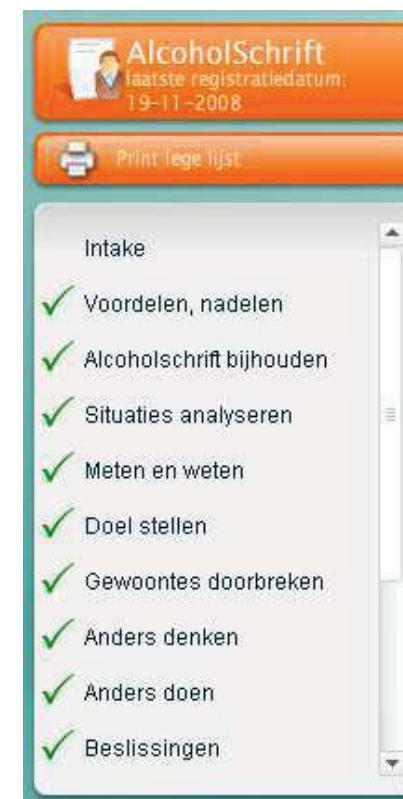 AlcoholSchrift
laatste registratiedatum:
19-11-2008
Print lege lijst
Intake
Voordelen, nadelen
Alcoholschrift bijhouden
Situaties analyseren
Meten en weten
Doel stellen
Gewoontes doorbreken
Anders denken
Anders doen
Beslissingen